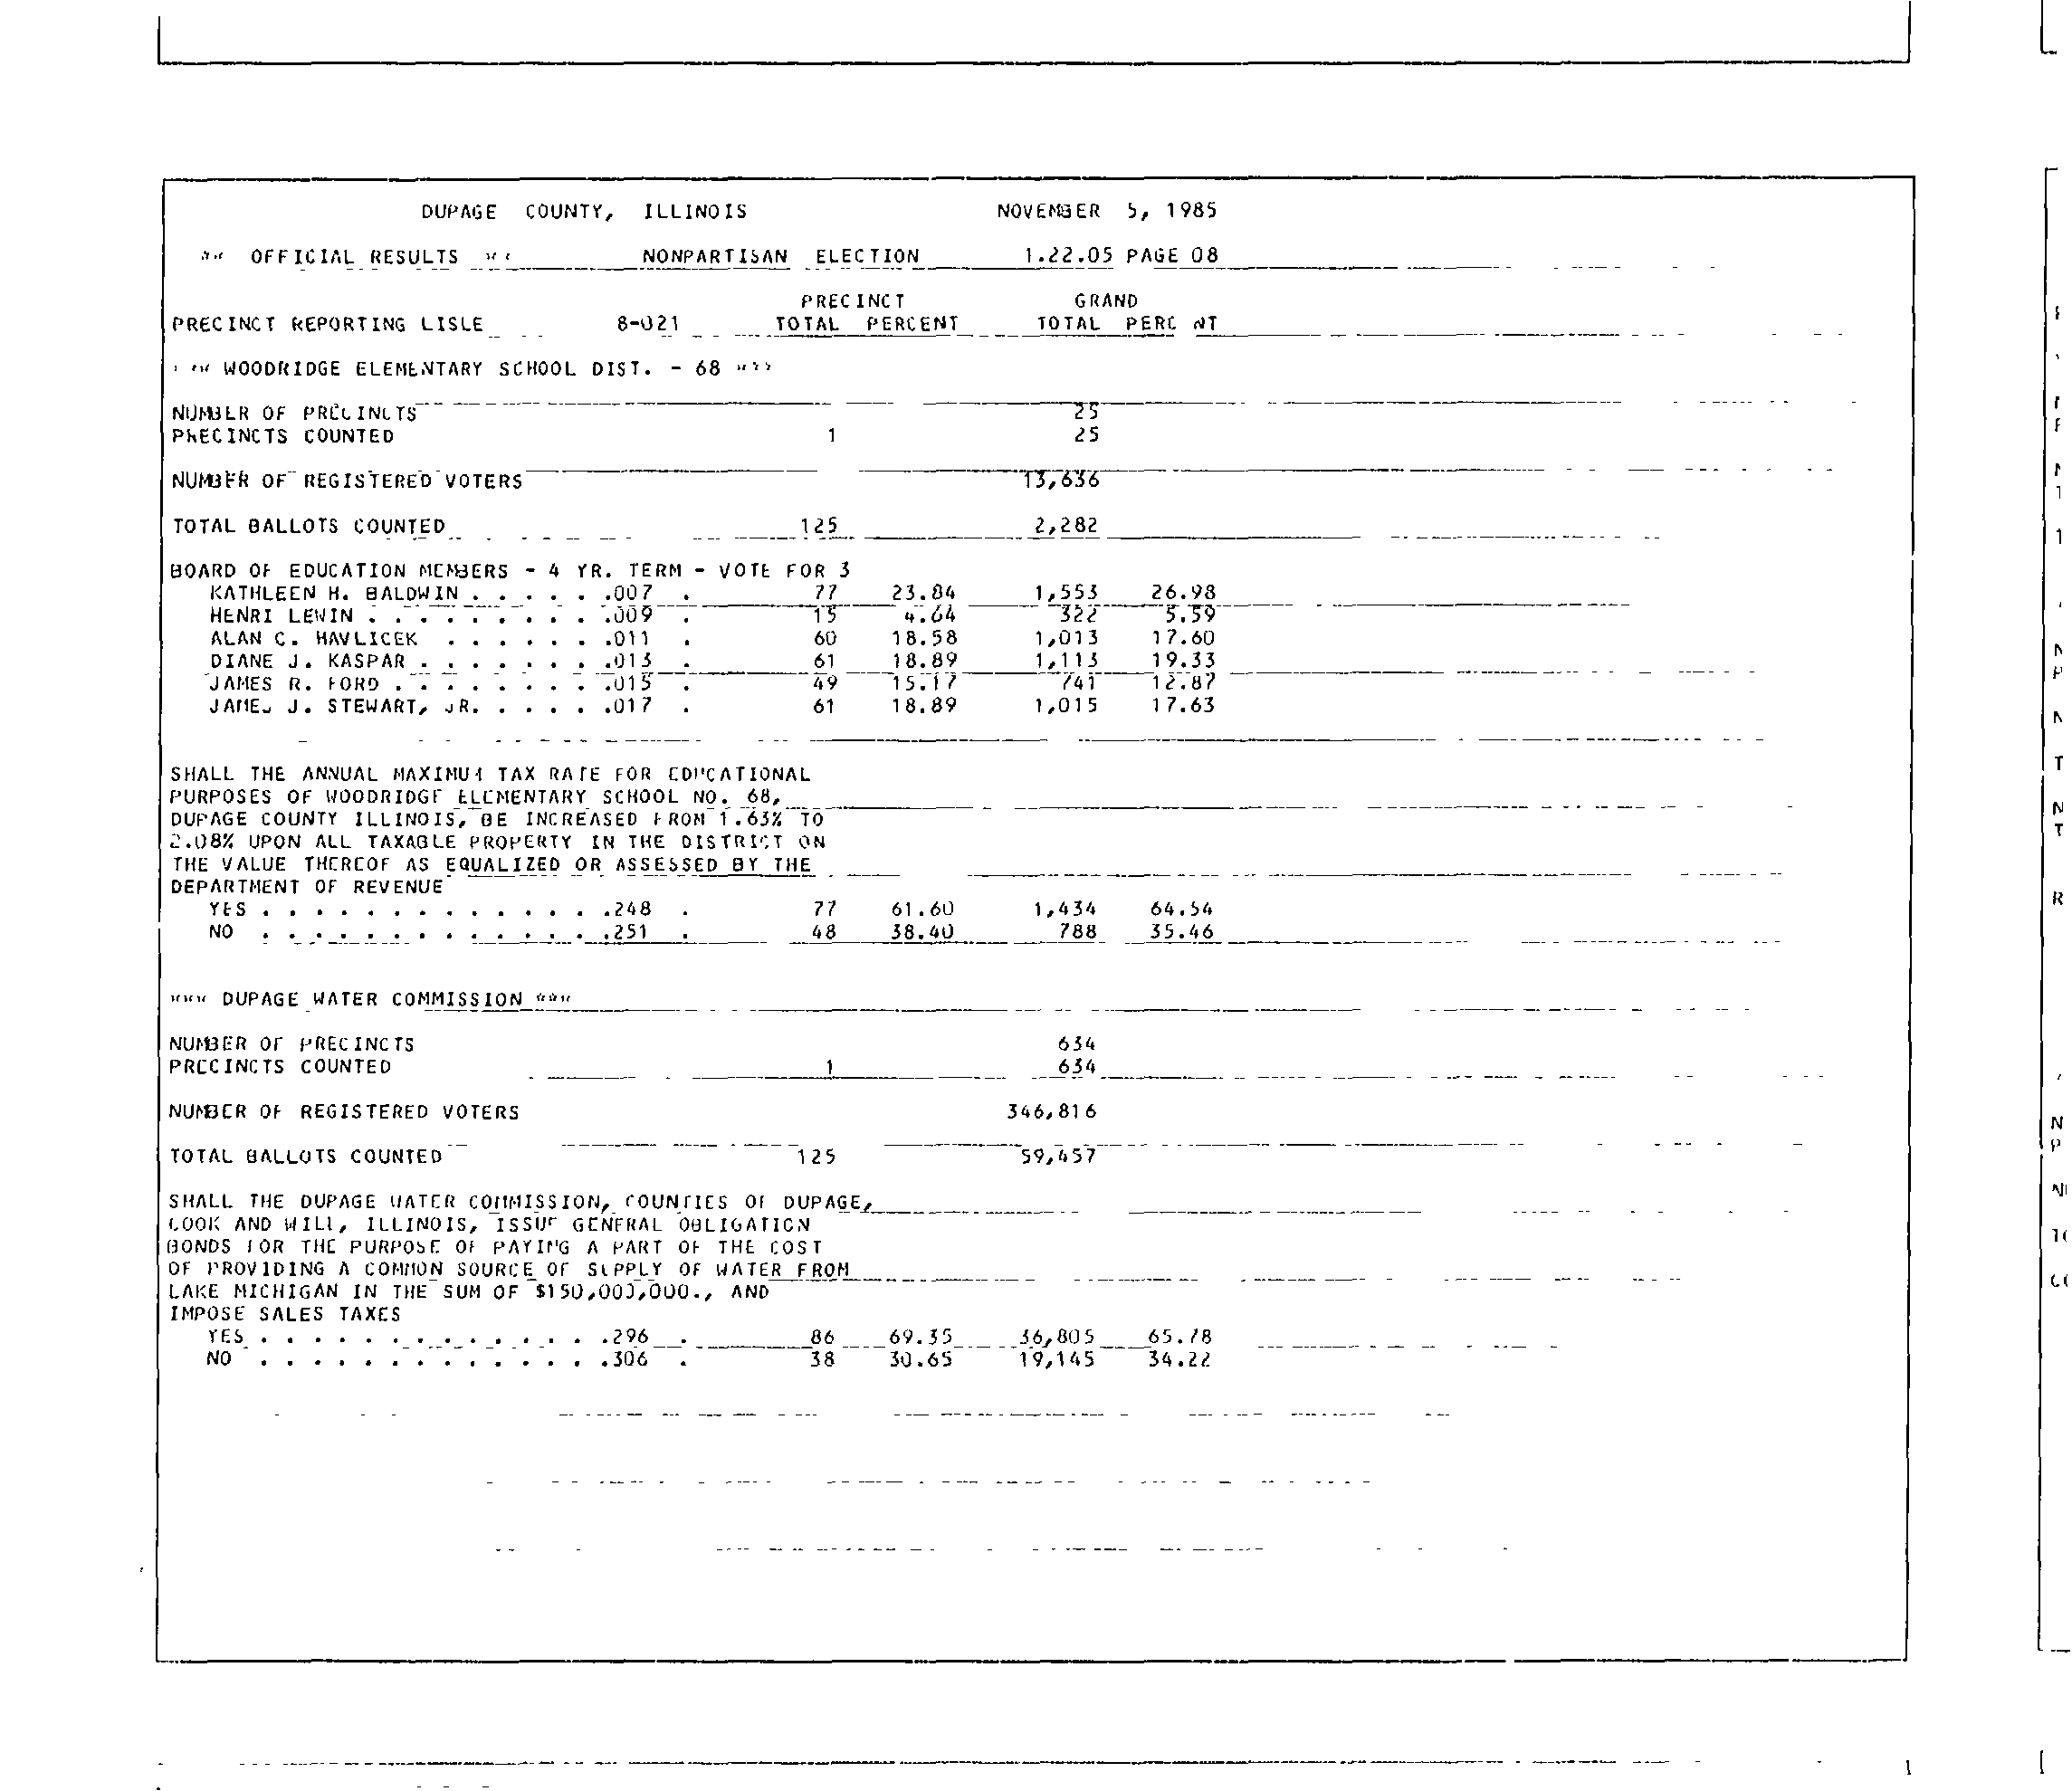 DUPAGE COUNTY, ILLINOIS NOVEMBER 5, 1985
** OFFICIAL RESULTS ** NONPARTISAN ELECTION 1.22.05 PAGE 08
PRECINCT GRAND
PRECINCT REPORTING LISLE 8-021 TOTAL PERCENT TOTAL PERC NT
*** WOODRIDGE ELEMENTARY SCHOOL DIST. - 68 ***
NUMBER OF PRECINCTS 25
PRECINCTS COUNTED 1 25
NUMBER OF REGISTERED VOTERS 13,636
TOTAL BALLOTS COUNTED 125 2,282
BOARD OF EDUCATION MEMBERS - 4 YR. TERM - VOTE FOR 3
KATHLEEN H. BALDWIN . . . . . .007 . 77 23.84 1,553 26.98
HENRI LEWIN . . . . . . . . . .009 . 15 4.64 322 5.59
ALAN C. HAVLICEK . . . . . . .011 . 60 18.58 1,013 17.60
DIANE J. KASPAR . . . . . . . .013 . 61 18.89 1,113 19.33
JAMES R. FORD . . . . . . . . .015 . 49 15.17 741 12.87
JAMES J. STEWART, JR. . . . . .017 . 61 18.89 1,015 17.63
SHALL THE ANNUAL MAXIMUM TAX RATE FOR EDUCATIONAL
PURPOSES OF WOODRIDGE ELEMENTARY SCHOOL NO. 68,
DUPAGE COUNTY ILLINOIS, BE INCREASED FROM 1.63% TO
2.08% UPON ALL TAXABLE PROPERTY IN THE DISTRICT ON
THE VALUE THEREOF AS EQUALIZED OR ASSESSED BY THE
DEPARTMENT OF REVENUE
YES . . . . . . . . . . . . . .248 . 77 61.60 1,434 64.54
NO . . . . . . . . . . . . . .251 . 48 38.40 788 35.46
*** DUPAGE WATER COMMISSION ***
NUMBER OF PRECINCTS 634
PRECINCTS COUNTED 1 634
NUMBER OF REGISTERED VOTERS 346,816
TOTAL BALLOTS COUNTED 125 59,457
SHALL THE DUPAGE WATER COMMISSION, COUNTIES OF DUPAGE,
COOK AND WILL, ILLINOIS, ISSUE GENERAL OBLIGATION
BONDS FOR THE PURPOSE OF PAYING A PART OF THE COST
OF PROVIDING A COMMON SOURCE OF SUPPLY OF WATER FROM
LAKE MICHIGAN IN THE SUM OF $150,000,000., AND
IMPOSE SALES TAXES
YES . . . . . . . . . . . . . .296 . 86 69.35 36,805 65.78
NO . . . . . . . . . . . . . .306 . 38 30.65 19,145 34.22